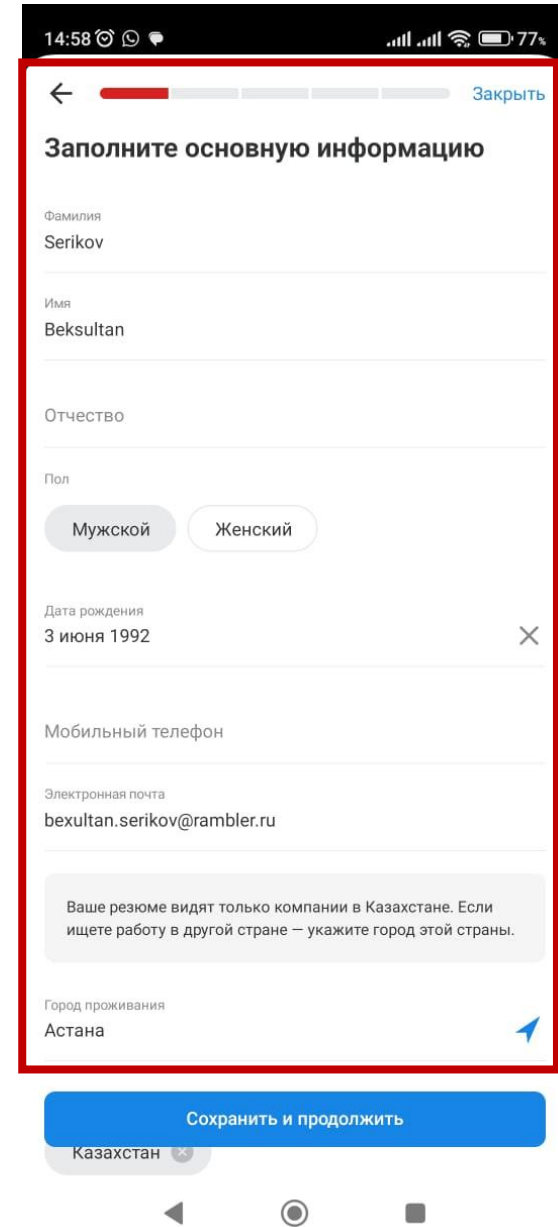 14:58
77%
Закрыть
Заполните основную информацию
Фамилия
Serikov
Имя
Beksultan
Отчество
Пол
Мужской Женский
Дата рождения
3 июня 1992
Мобильный телефон
Электронная почта
bexultan.serikov@rambler.ru
Ваше резюме видят только компании в Казахстане. Если
ищете работу в другой стране — укажите город этой страны.
Город проживания
Астана
Сохранить и продолжить
Казахстан